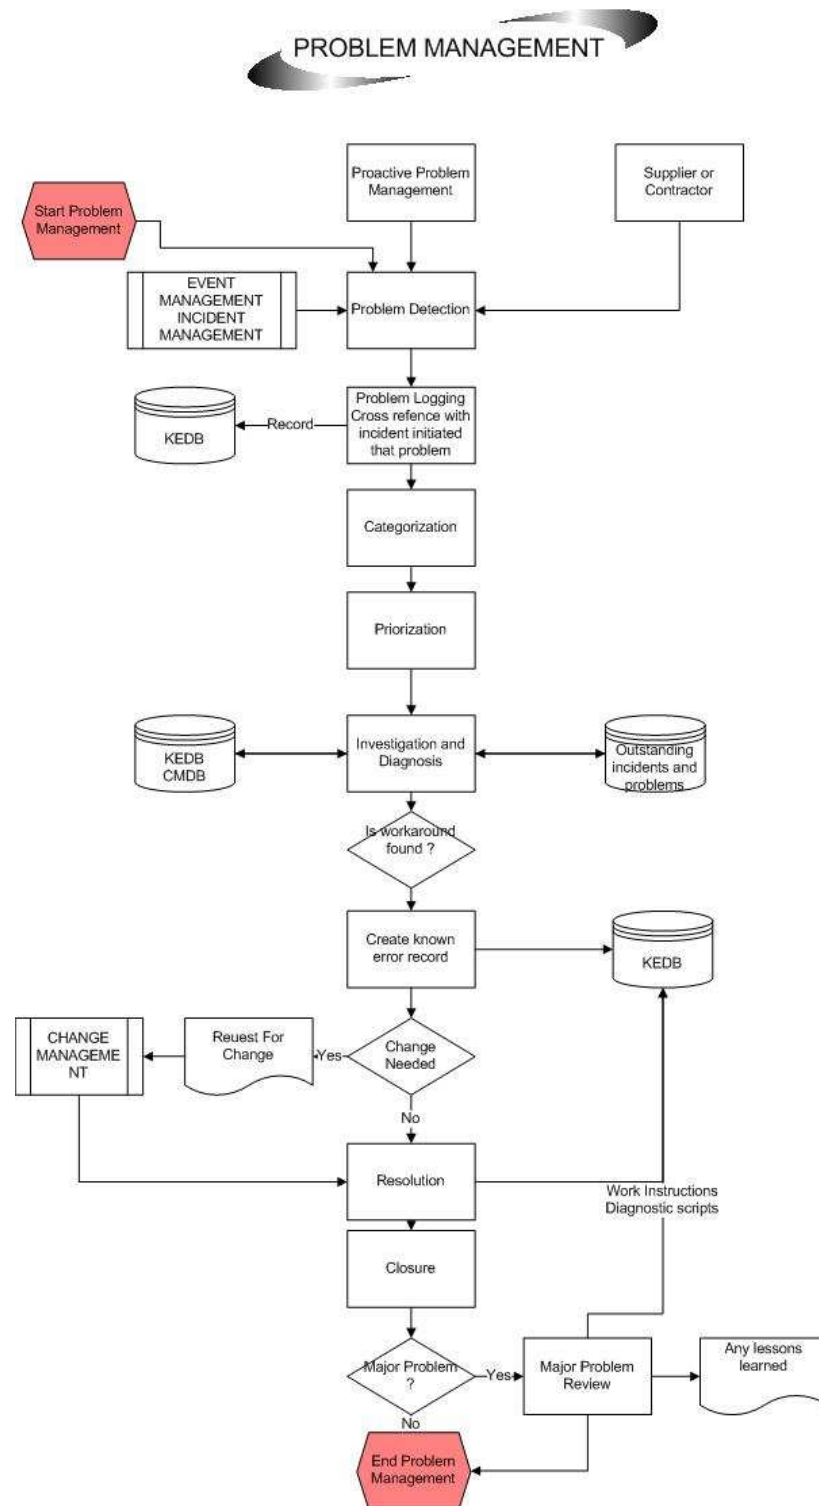 PROBLEM MANAGEMENT
Proactive Problem
Management
Supplier or
Contractor
Start Problem
Management
EVENT
MANAGEMENT
INCIDENT
MANAGEMENT
Problem Detection
KEDB
Record
Problem Logging
Cross refence with
incident initiated
that problem
Categorization
Priorization
KEDB
CMDB
Investigation and
Diagnosis
Outstanding
incidents and
problems
Is workaround
found ?
Create known
error record
KEDB
CHANGE
MANAGEME
NT
Reuest For
Change
Yes
Change
Needed
No
Resolution
Work Instructions
Diagnostic scripts
Closure
Major Problem
?
Yes
Major Problem
Review
Any lessons
learned
No
End Problem
Management